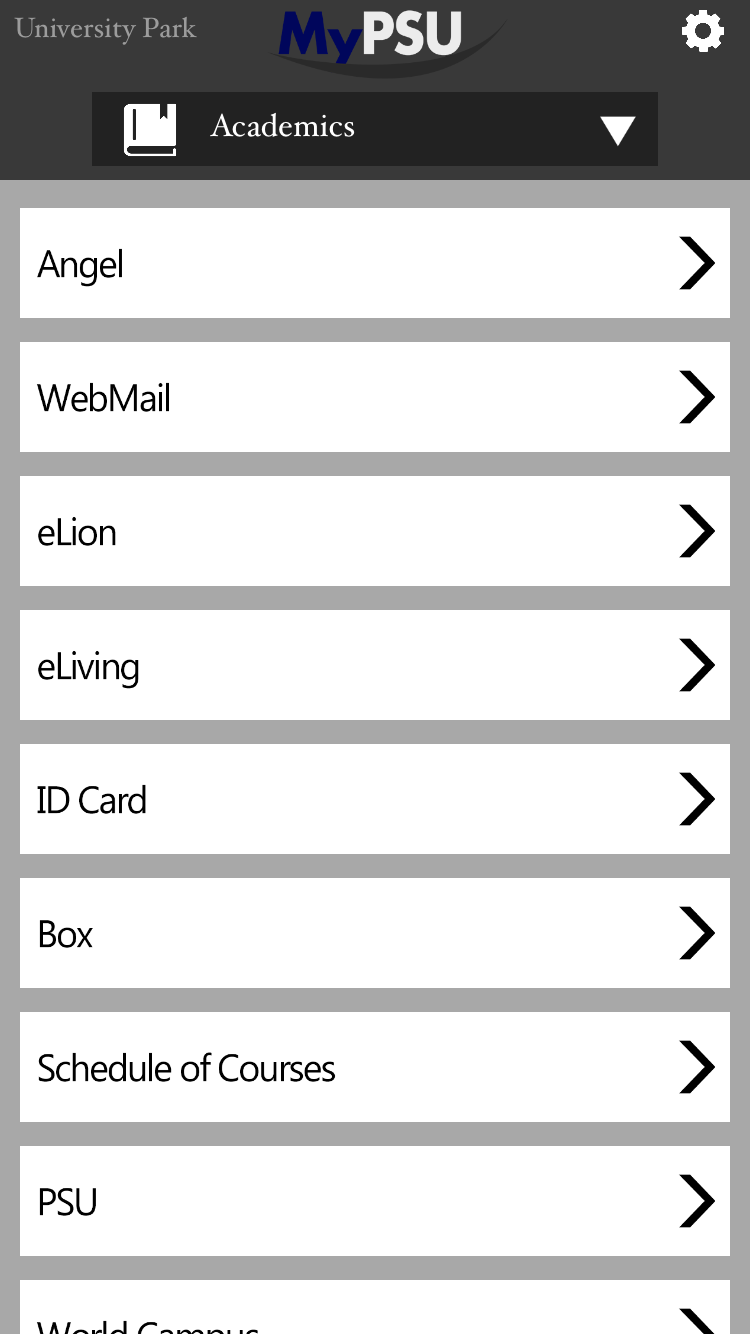 University Park
MyPSU
Academics
Angel
WebMail
eLion
eLiving
ID Card
Box
Schedule of Courses
PSU
World Campus